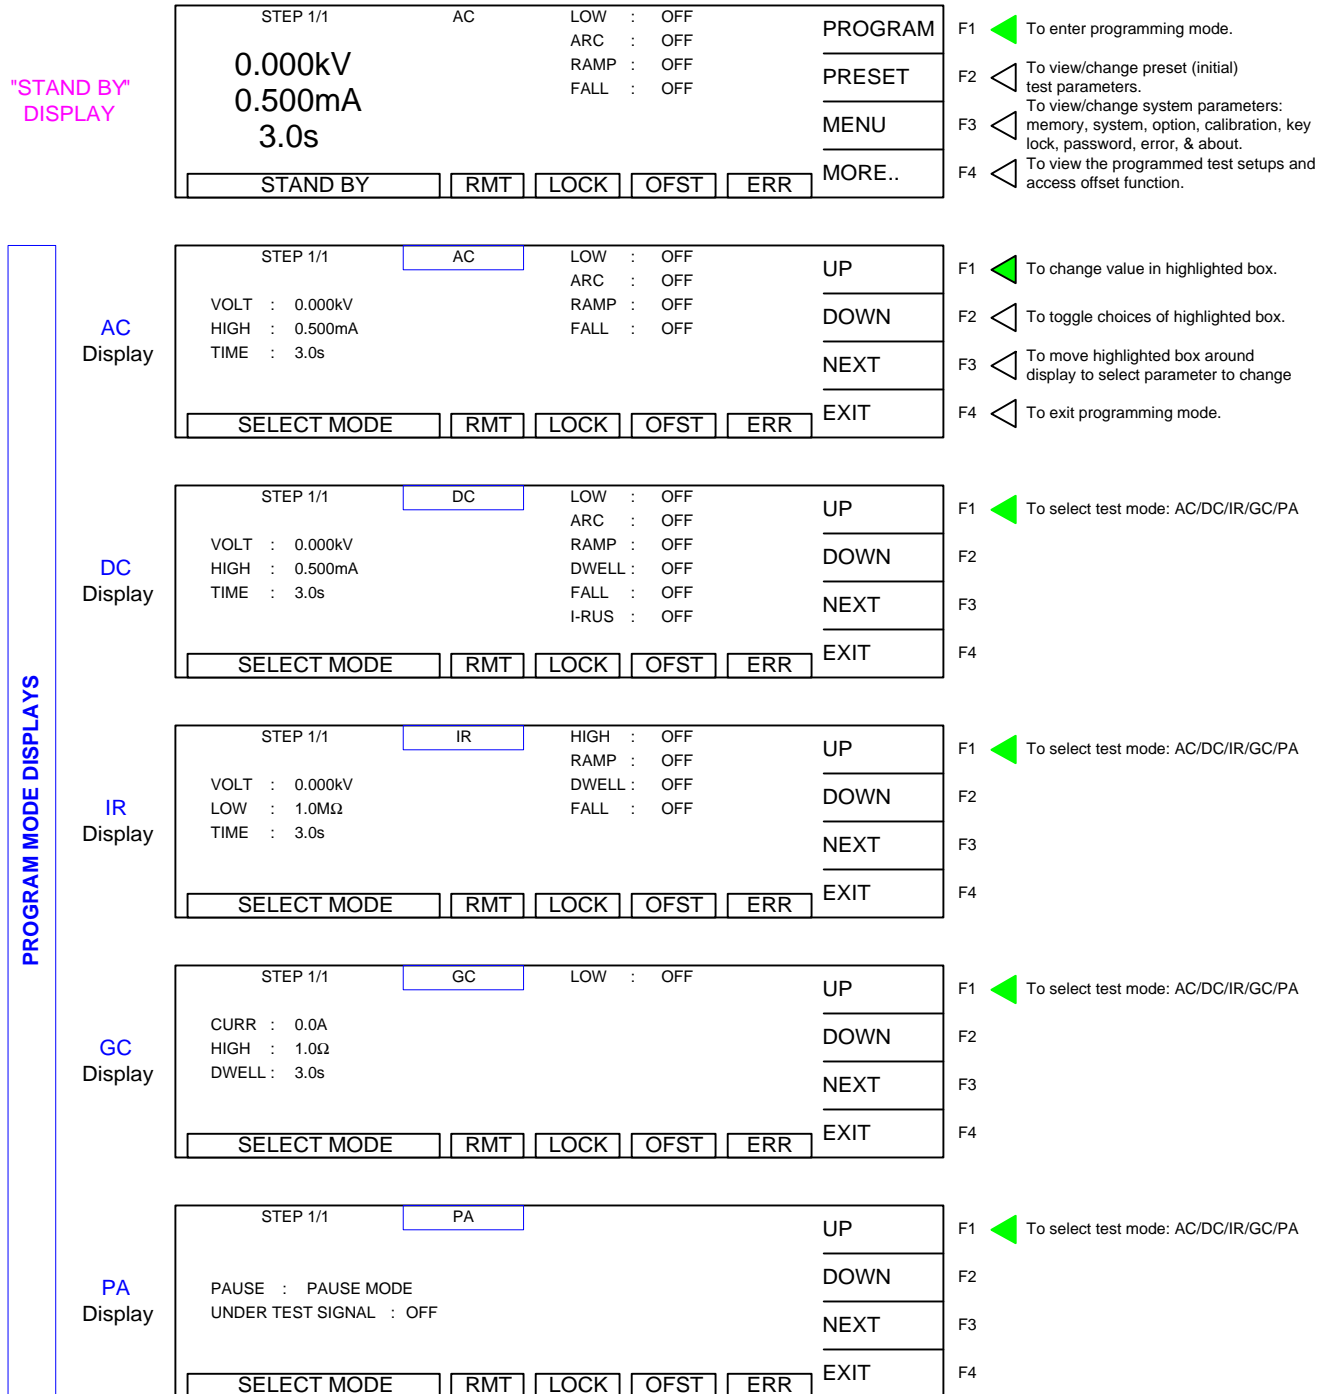 "STAND BY"
DISPLAY
STEP 1/1 AC LOW : OFF
ARC : OFF
0.000kV RAMP : OFF
0.500mA FALL : OFF
3.0s
STAND BY RMT LOCK OFST ERR
PROGRAM F1 To enter programming mode.
PRESET F2 To view/change preset (initial)
test parameters.
MENU F3 To view/change system parameters:
memory, system, option, calibration, key
lock, password, error, & about.
MORE.. F4 To view the programmed test setups and
access offset function.
PROGRAM MODE DISPLAYS
AC
Display
STEP 1/1 AC LOW : OFF
ARC : OFF
VOLT : 0.000kV RAMP : OFF
HIGH : 0.500mA FALL : OFF
TIME : 3.0s
SELECT MODE RMT LOCK OFST ERR
UP F1 To change value in highlighted box.
DOWN F2 To toggle choices of highlighted box.
NEXT F3 To move highlighted box around
display to select parameter to change
EXIT F4 To exit programming mode.
DC
Display
STEP 1/1 DC LOW : OFF
ARC : OFF
VOLT : 0.000kV RAMP : OFF
HIGH : 0.500mA DWELL : OFF
TIME : 3.0s FALL : OFF
I-RUS : OFF
SELECT MODE RMT LOCK OFST ERR
UP F1 To select test mode: AC/DC/IR/GC/PA
DOWN F2
NEXT F3
EXIT F4
IR
Display
STEP 1/1 IR HIGH : OFF
RAMP : OFF
VOLT : 0.000kV DWELL : OFF
LOW : 1.0MΩ FALL : OFF
TIME : 3.0s
SELECT MODE RMT LOCK OFST ERR
UP F1 To select test mode: AC/DC/IR/GC/PA
DOWN F2
NEXT F3
EXIT F4
GC
Display
STEP 1/1 GC LOW : OFF
CURR : 0.0A
HIGH : 1.0Ω
DWELL : 3.0s
SELECT MODE RMT LOCK OFST ERR
UP F1 To select test mode: AC/DC/IR/GC/PA
DOWN F2
NEXT F3
EXIT F4
PA
Display
STEP 1/1 PA
PAUSE : PAUSE MODE
UNDER TEST SIGNAL : OFF
SELECT MODE RMT LOCK OFST ERR
UP F1 To select test mode: AC/DC/IR/GC/PA
DOWN F2
NEXT F3
EXIT F4